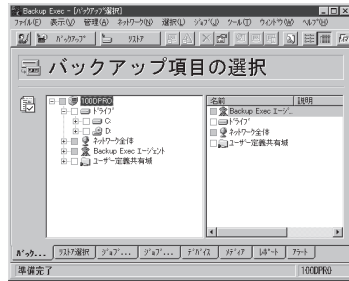 Backup Exec - [ﾊﾞｯｸｱｯﾌﾟ選択]
ﾌｧｲﾙ(F) 表示(V) 管理(A) ﾈｯﾄﾜｰｸ(N) 選択(L) ｼﾞｮﾌﾞ(J) ﾂｰﾙ(T) ｳｨﾝﾄﾞｳ(W) ﾍﾙﾌﾟ(H)
ﾊﾞｯｸｱｯﾌﾟ ﾘｽﾄｱ
バックアップ項目の選択
100DPRO
ﾄﾞﾗｲﾌﾞ
C:
D:
ﾈｯﾄﾜｰｸ全体
Backup Exec ｴｰｼﾞｪﾝﾄ
ﾕｰｻﾞｰ定義共有域
名前 説明
Backup Exec ｴｰｼﾞ..
ﾄﾞﾗｲﾌﾞ
ﾈｯﾄﾜｰｸ全体
ﾕｰｻﾞｰ定義共有域
ﾊﾞｯｸ... ﾘｽﾄｱ選択 ｼﾞｮﾌﾞ... ｼﾞｮﾌﾞ... ﾃﾞﾊﾞｲｽ ﾒﾃﾞｨｱ ﾚﾎﾟｰﾄ ｱﾗｰﾄ
準備完了 100DPRO